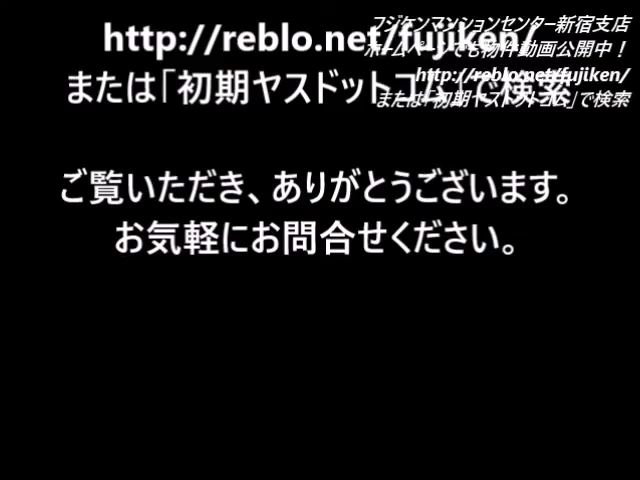 http://reblo.net/fujiken/
または「初期ヤスドットコム」で検索
ご覧いただき、ありがとうございます。
お気軽にお問合せください。
フジケンマンションセンター新宿支店
ホームページでも物件動画公開中！
http://reblo.net/fujiken/
または「初期ヤスドットコム」で検索